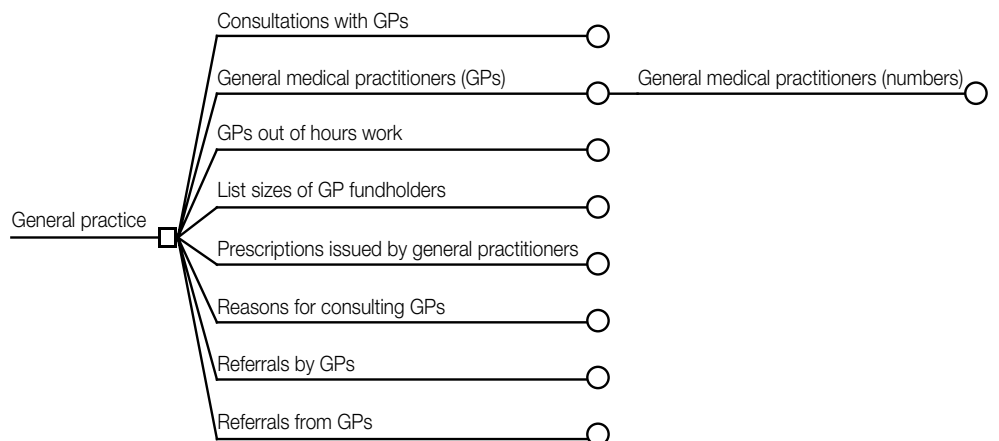 Consultations with GPs
General medical practitioners (GPs)
General medical practitioners (numbers)
GPs out of hours work
List sizes of GP fundholders
General practice
Prescriptions issued by general practitioners
Reasons for consulting GPs
Referrals by GPs
Referrals from GPs